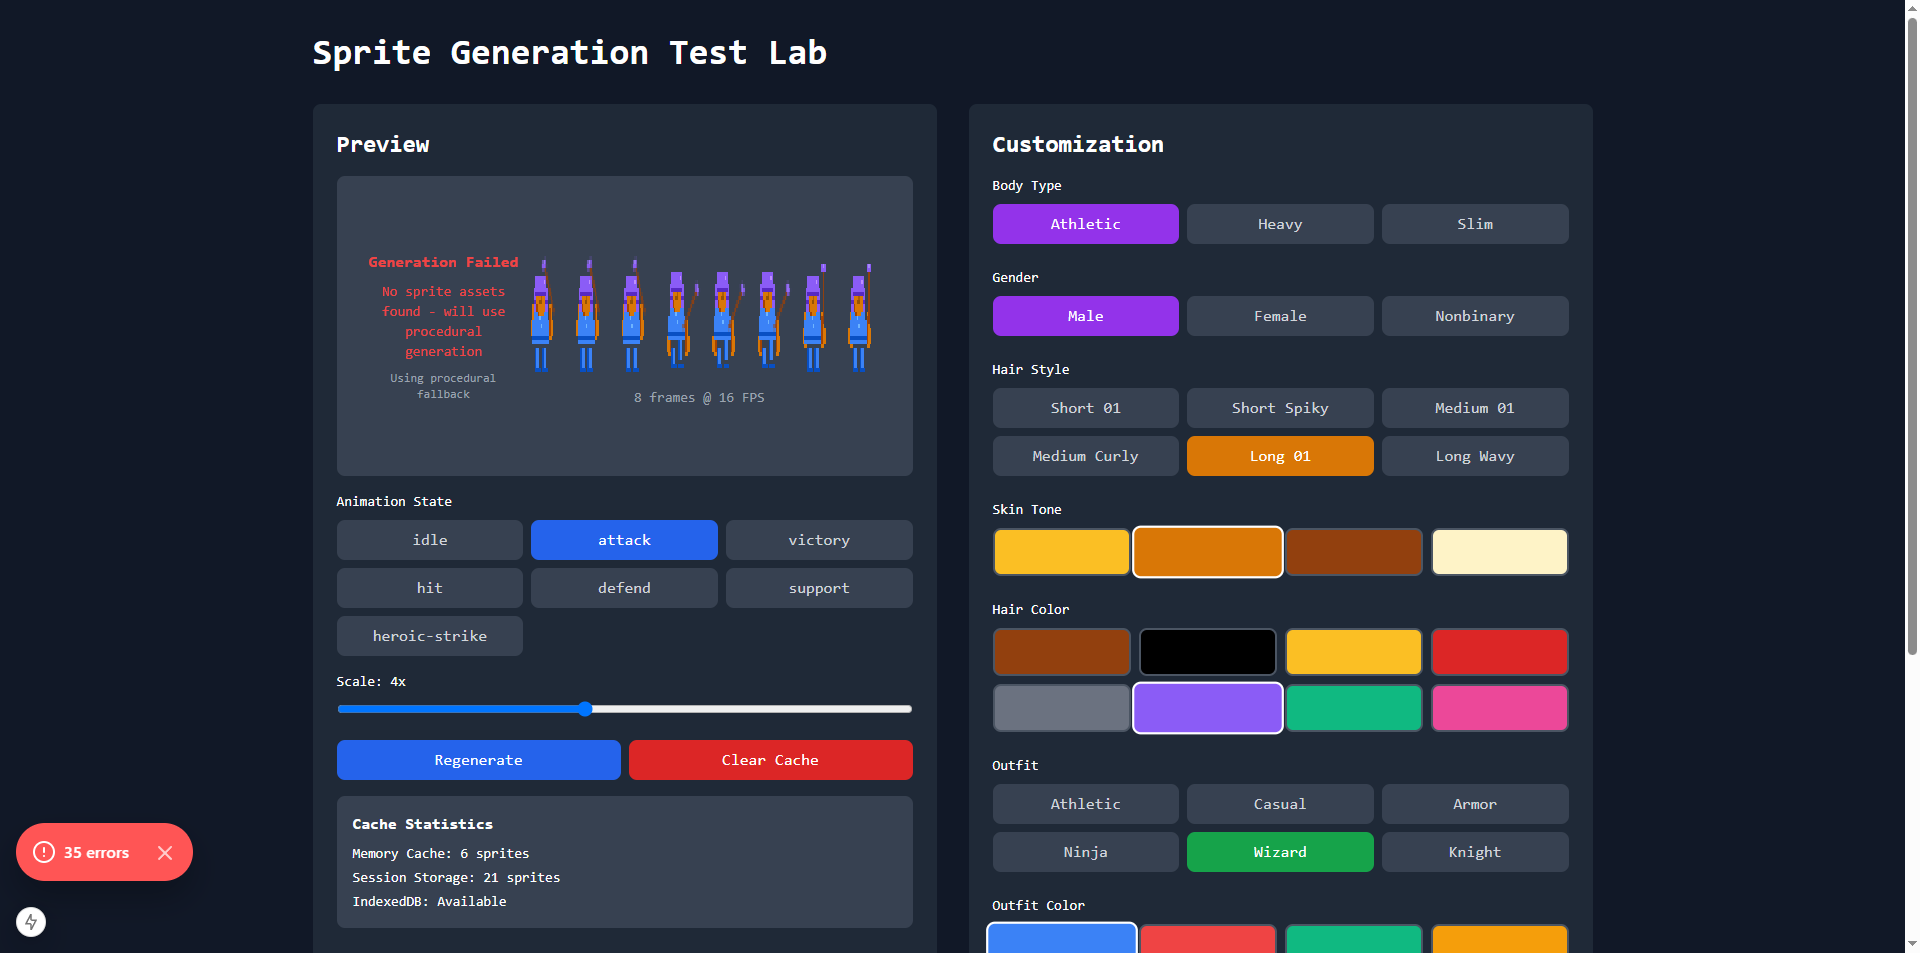 Sprite Generation Test Lab
Preview
Generation Failed
No sprite assets
found - will use
procedural
generation
Using procedural
fallback
8 frames @ 16 FPS
Animation State
idle
attack
victory
hit
defend
support
heroic-strike
Scale: 4x
Regenerate
Clear Cache
Cache Statistics
Memory Cache: 6 sprites
Session Storage: 21 sprites
IndexedDB: Available
35 errors
Customization
Body Type
Athletic
Heavy
Slim
Gender
Male
Female
Nonbinary
Hair Style
Short 01
Short Spiky
Medium 01
Medium Curly
Long 01
Long Wavy
Skin Tone
Hair Color
Outfit
Athletic
Casual
Armor
Ninja
Wizard
Knight
Outfit Color